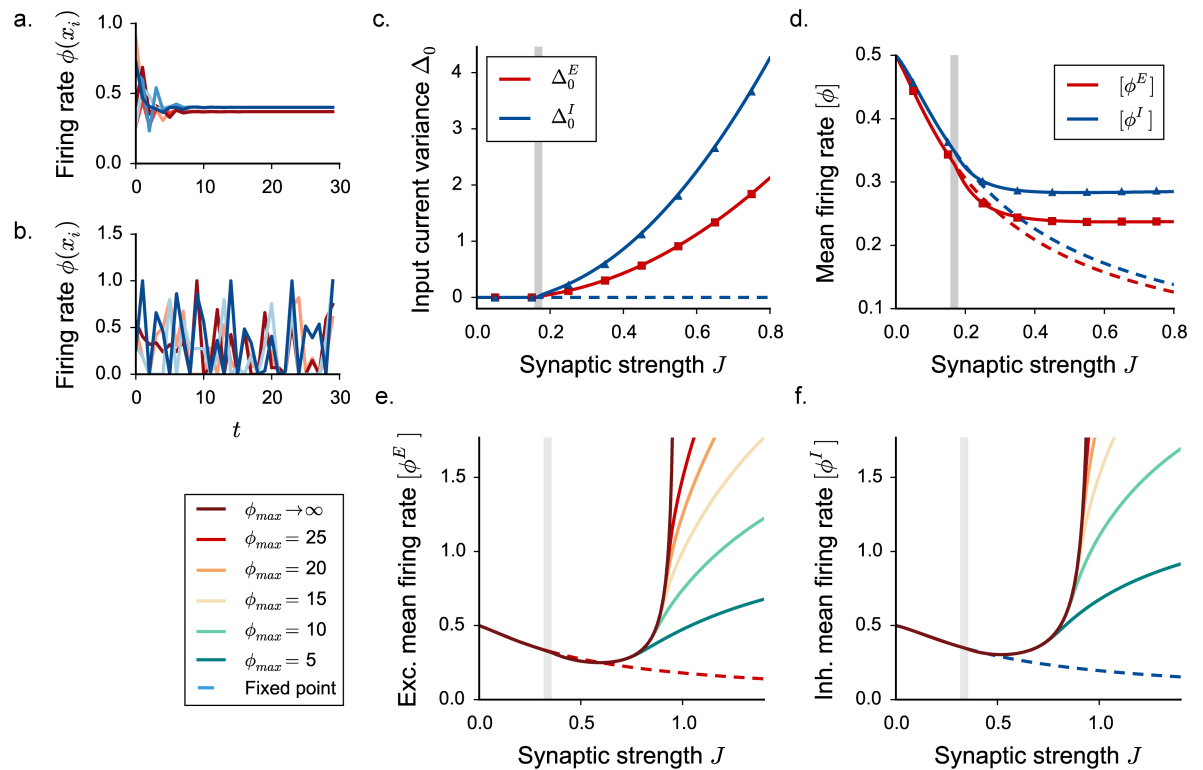 a.
Firing rate ϕ(x_i)
1.0
0.5
0.0
0
10
20
30
b.
Firing rate ϕ(x_i)
1.5
1.0
0.5
0.0
0
10
20
30
t
c.
Input current variance Δ_0
4
3
2
1
0
Δ_0^E
Δ_0^I
0.0
0.2
0.4
0.6
0.8
Synaptic strength J
d.
Mean firing rate [ϕ]
0.5
0.4
0.3
0.2
0.1
[ϕ^E]
[ϕ^I]
0.0
0.2
0.4
0.6
0.8
Synaptic strength J
ϕ_max→∞
ϕ_max= 25
ϕ_max= 20
ϕ_max= 15
ϕ_max= 10
ϕ_max= 5
Fixed point
e.
Exc. mean firing rate [ϕ^E]
1.5
1.0
0.5
0.0
0.0
0.5
1.0
Synaptic strength J
f.
Inh. mean firing rate [ϕ^I]
1.5
1.0
0.5
0.0
0.0
0.5
1.0
Synaptic strength J